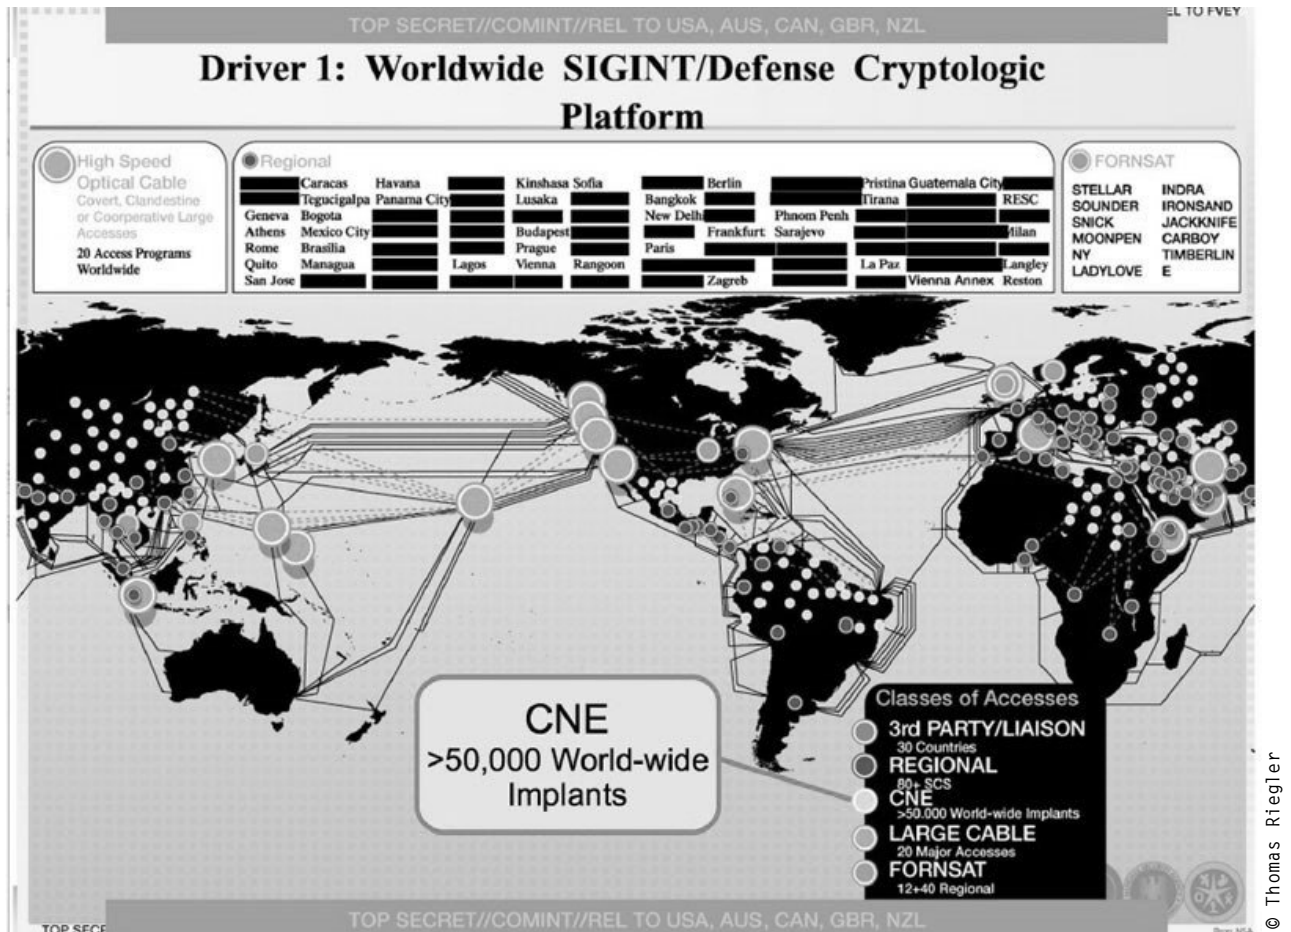 TOP SECRET//COMINT//REL TO USA, AUS, CAN, GBR, NZL
EL TO FVEY
Driver 1: Worldwide SIGINT/Defense Cryptologic
Platform
High Speed
Optical Cable
Covert, Clandestine
or Coorperative Large
Accesses
20 Access Programs
Worldwide
Regional
Caracas Havana Kinshasa Sofia Berlin Pristina Guatemala City
Tegucigalpa Panama City Lusaka Bangkok Tirana RESC
Geneva Bogota New Delhi Phnom Penh
Athens Mexico City Budapest Frankfurt Sarajevo Milan
Rome Brasilia Prague Paris
Quito Managua Lagos Vienna Rangoon La Paz Langley
San Jose Zagreb Vienna Annex Reston
FORNSAT
STELLAR INDRA
SOUNDER IRONSAND
SNICK JACKKNIFE
MOONPEN CARBOY
NY TIMBERLIN
LADYLOVE E
CNE
>50,000 World-wide
Implants
Classes of Accesses
3rd PARTY/LIAISON
30 Countries
REGIONAL
80+ SCS
CNE
>50.000 World-wide Implants
LARGE CABLE
20 Major Accesses
FORNSAT
12+40 Regional
TOP SECRET//COMINT//REL TO USA, AUS, CAN, GBR, NZL
TOP SECF
© Thomas Riegler